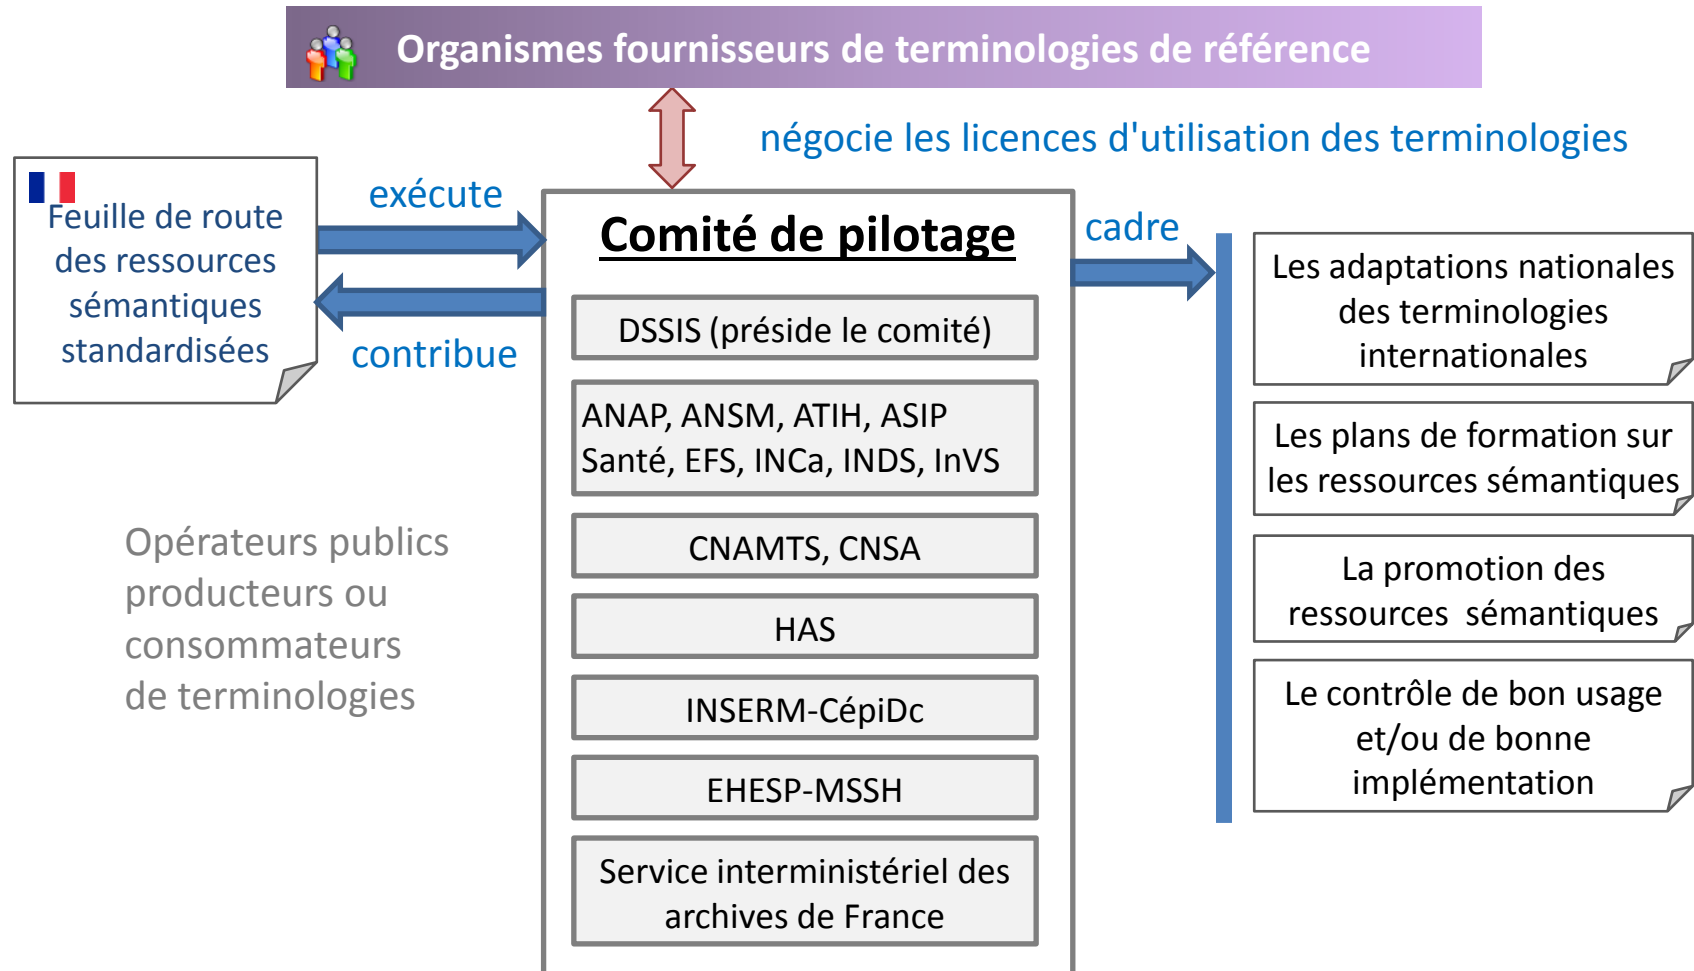 Organismes fournisseurs de terminologies de référence
négocie les licences d'utilisation des terminologies
Feuille de route
des ressources
sémantiques
standardisées
exécute
contribue
Comité de pilotage
DSSIS (préside le comité)
ANAP, ANSM, ATIH, ASIP
Santé, EFS, INCa, INDS, InVS
CNAMTS, CNSA
HAS
INSERM-CépiDc
EHESP-MSSH
Service interministériel des
archives de France
Opérateurs publics
producteurs ou
consommateurs
de terminologies
cadre
Les adaptations nationales
des terminologies
internationales
Les plans de formation sur
les ressources sémantiques
La promotion des
ressources sémantiques
Le contrôle de bon usage
et/ou de bonne
implémentation